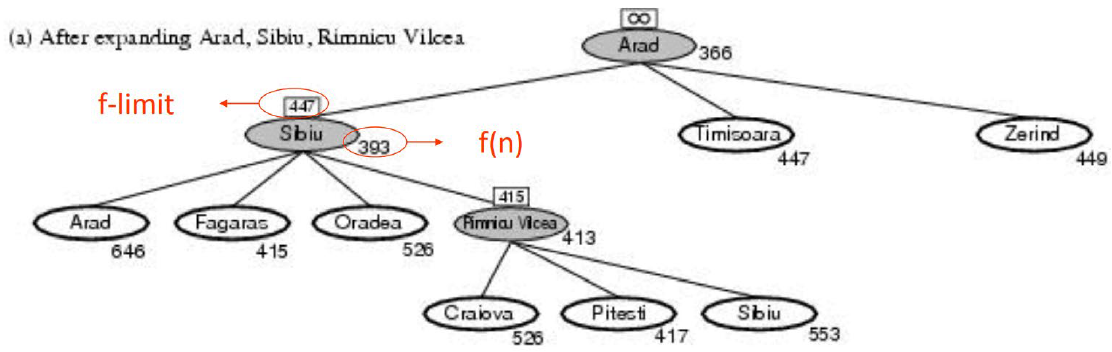 (a) After expanding Arad, Sibiu, Rimnicu Vilcea
∞
Arad
366
f-limit
447
Sibiu
393
f(n)
Timisoara
447
Zerind
449
Arad
646
Fagaras
415
Oradea
526
415
Rimnicu Vilcea
413
Craiova
526
Pitesti
417
Sibiu
553